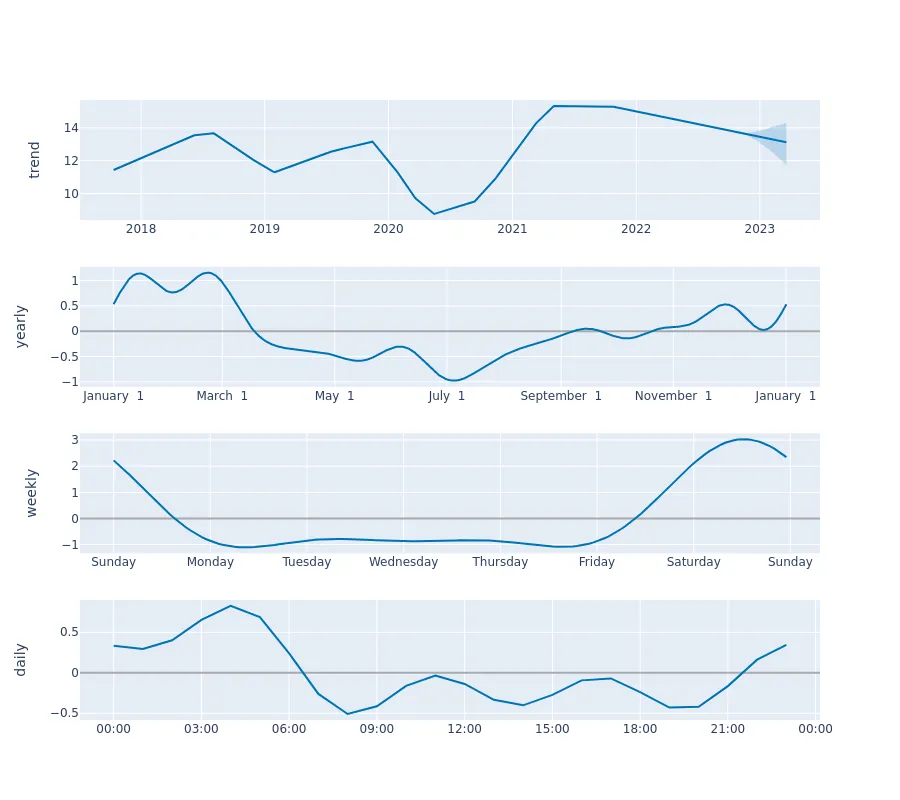 trend
14
12
10
2018 2019 2020 2021 2022 2023
yearly
1
0.5
0
−0.5
−1
January 1 March 1 May 1 July 1 September 1 November 1 January 1
weekly
3
2
1
0
−1
Sunday Monday Tuesday Wednesday Thursday Friday Saturday Sunday
daily
0.5
0
−0.5
00:00 03:00 06:00 09:00 12:00 15:00 18:00 21:00 00:00